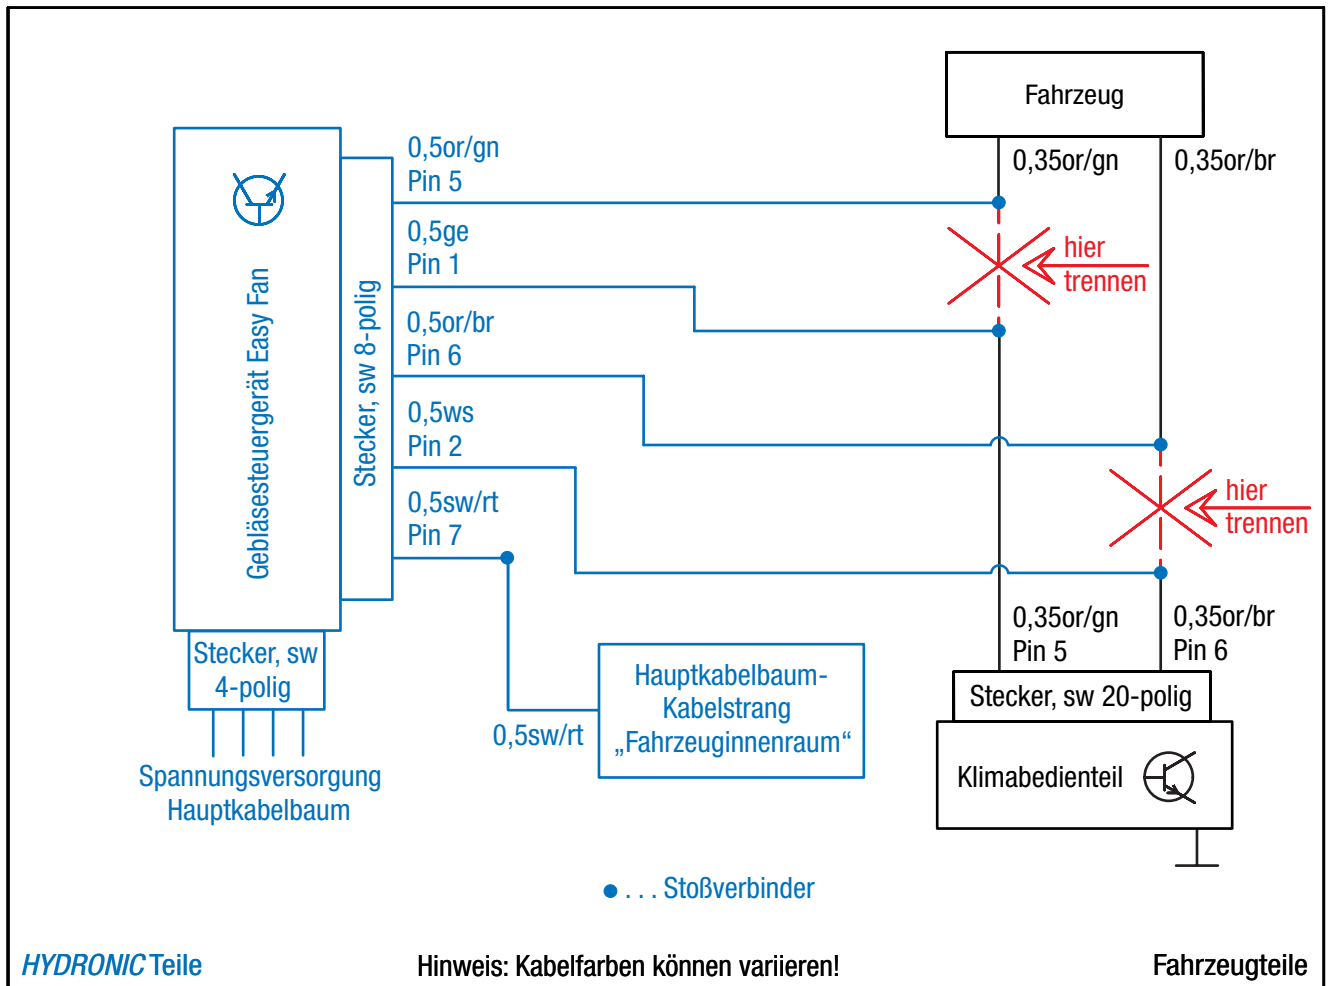 Fahrzeug
0,35or/gn
0,35or/br
0,5or/gn
Pin 5
0,5ge
Pin 1
0,5or/br
Pin 6
0,5ws
Pin 2
0,5sw/rt
Pin 7
Gebläsesteuergerät Easy Fan
Stecker, sw 8-polig
hier
trennen
hier
trennen
Stecker, sw
4-polig
Spannungsversorgung
Hauptkabelbaum
0,5sw/rt
Hauptkabelbaum-
Kabelstrang
„Fahrzeuginnenraum“
0,35or/gn
Pin 5
0,35or/br
Pin 6
Stecker, sw 20-polig
Klimabedienteil
. . . Stoßverbinder
HYDRONIC Teile
Hinweis: Kabelfarben können variieren!
Fahrzeugteile